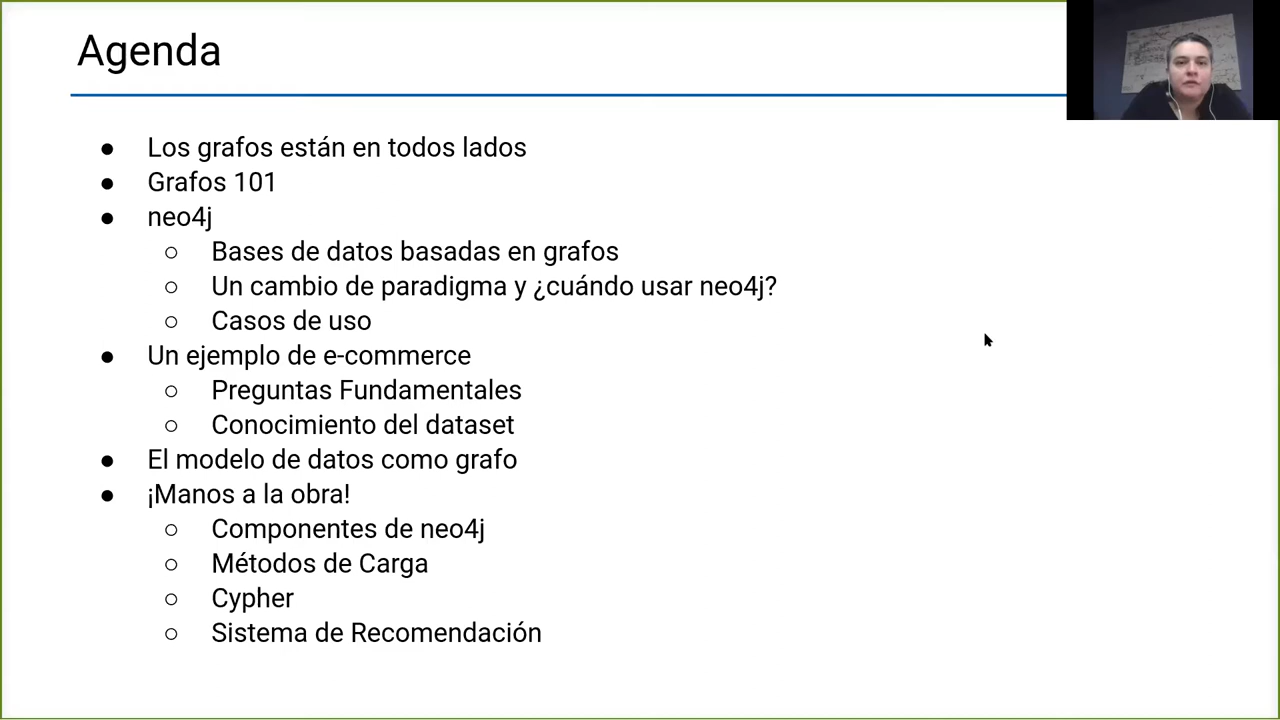 Agenda
● Los grafos están en todos lados
● Grafos 101
● neo4j
○ Bases de datos basadas en grafos
○ Un cambio de paradigma y ¿cuándo usar neo4j?
○ Casos de uso
● Un ejemplo de e-commerce
○ Preguntas Fundamentales
○ Conocimiento del dataset
● El modelo de datos como grafo
● ¡Manos a la obra!
○ Componentes de neo4j
○ Métodos de Carga
○ Cypher
○ Sistema de Recomendación